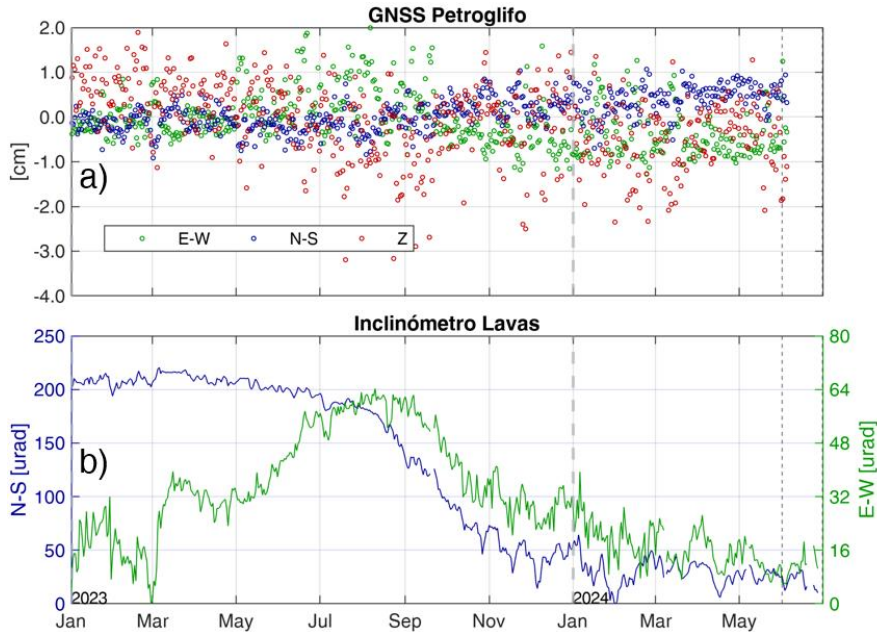 GNSS Petroglifo
2.0
1.0
0.0
-1.0
-2.0
-3.0
-4.0
[cm]
a)
E-W N-S Z
Inclinómetro Lavas
250
200
150
100
50
0
N-S [urad]
b)
80
64
48
32
16
0
E-W [urad]
2023 2024
Jan Mar May Jul Sep Nov Jan Mar May